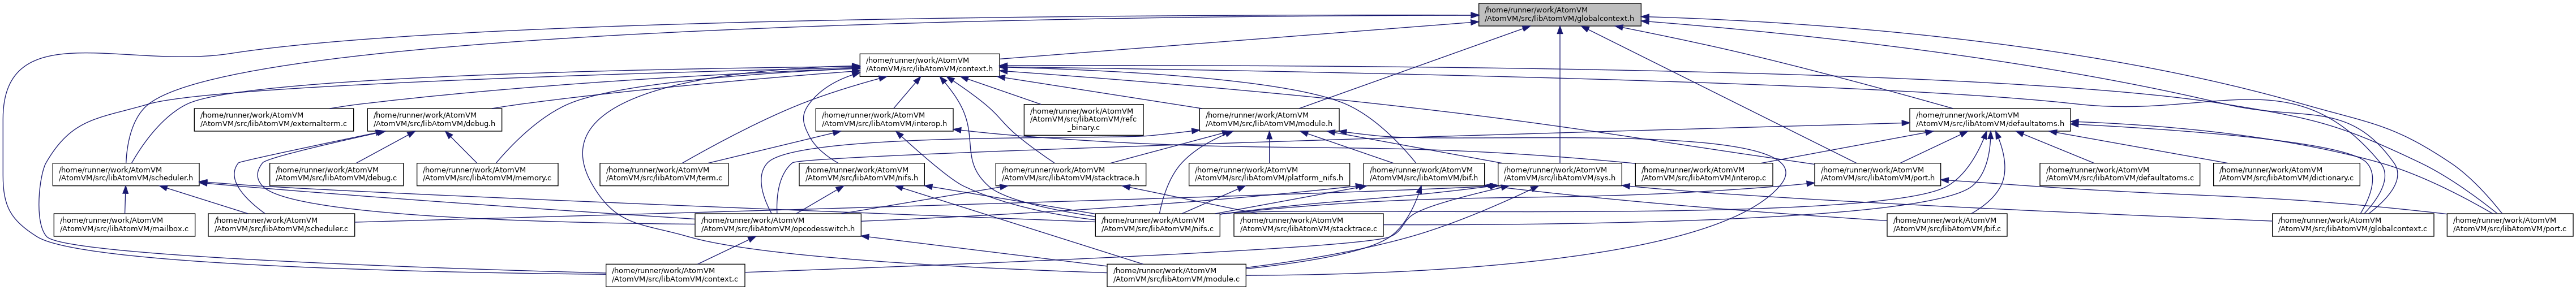 /home/runner/work/AtomVM
/AtomVM/src/libAtomVM/globalcontext.h
/home/runner/work/AtomVM
/AtomVM/src/libAtomVM/context.h
/home/runner/work/AtomVM
/AtomVM/src/libAtomVM/externalterm.c
/home/runner/work/AtomVM
/AtomVM/src/libAtomVM/debug.h
/home/runner/work/AtomVM
/AtomVM/src/libAtomVM/interop.h
/home/runner/work/AtomVM
/AtomVM/src/libAtomVM/refc
_binary.c
/home/runner/work/AtomVM
/AtomVM/src/libAtomVM/module.h
/home/runner/work/AtomVM
/AtomVM/src/libAtomVM/defaultatoms.h
/home/runner/work/AtomVM
/AtomVM/src/libAtomVM/scheduler.h
/home/runner/work/AtomVM
/AtomVM/src/libAtomVM/debug.c
/home/runner/work/AtomVM
/AtomVM/src/libAtomVM/memory.c
/home/runner/work/AtomVM
/AtomVM/src/libAtomVM/term.c
/home/runner/work/AtomVM
/AtomVM/src/libAtomVM/nifs.h
/home/runner/work/AtomVM
/AtomVM/src/libAtomVM/stacktrace.h
/home/runner/work/AtomVM
/AtomVM/src/libAtomVM/platform_nifs.h
/home/runner/work/AtomVM
/AtomVM/src/libAtomVM/bif.h
/home/runner/work/AtomVM
/AtomVM/src/libAtomVM/sys.h
/home/runner/work/AtomVM
/AtomVM/src/libAtomVM/interop.c
/home/runner/work/AtomVM
/AtomVM/src/libAtomVM/port.h
/home/runner/work/AtomVM
/AtomVM/src/libAtomVM/defaultatoms.c
/home/runner/work/AtomVM
/AtomVM/src/libAtomVM/dictionary.c
/home/runner/work/AtomVM
/AtomVM/src/libAtomVM/mailbox.c
/home/runner/work/AtomVM
/AtomVM/src/libAtomVM/scheduler.c
/home/runner/work/AtomVM
/AtomVM/src/libAtomVM/opcodesswitch.h
/home/runner/work/AtomVM
/AtomVM/src/libAtomVM/nifs.c
/home/runner/work/AtomVM
/AtomVM/src/libAtomVM/stacktrace.c
/home/runner/work/AtomVM
/AtomVM/src/libAtomVM/bif.c
/home/runner/work/AtomVM
/AtomVM/src/libAtomVM/globalcontext.c
/home/runner/work/AtomVM
/AtomVM/src/libAtomVM/port.c
/home/runner/work/AtomVM
/AtomVM/src/libAtomVM/context.c
/home/runner/work/AtomVM
/AtomVM/src/libAtomVM/module.c